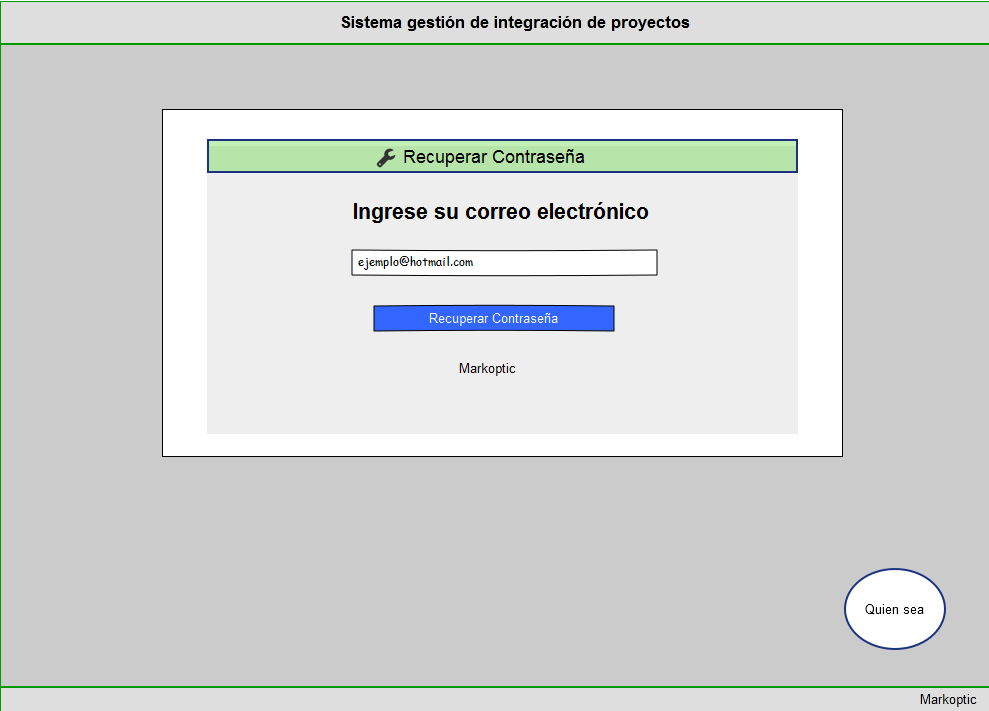 Sistema gestión de integración de proyectos
Recuperar Contraseña
Ingrese su correo electrónico
ejemplo@hotmail.com
Recuperar Contraseña
Markoptic
Quien sea
Markoptic